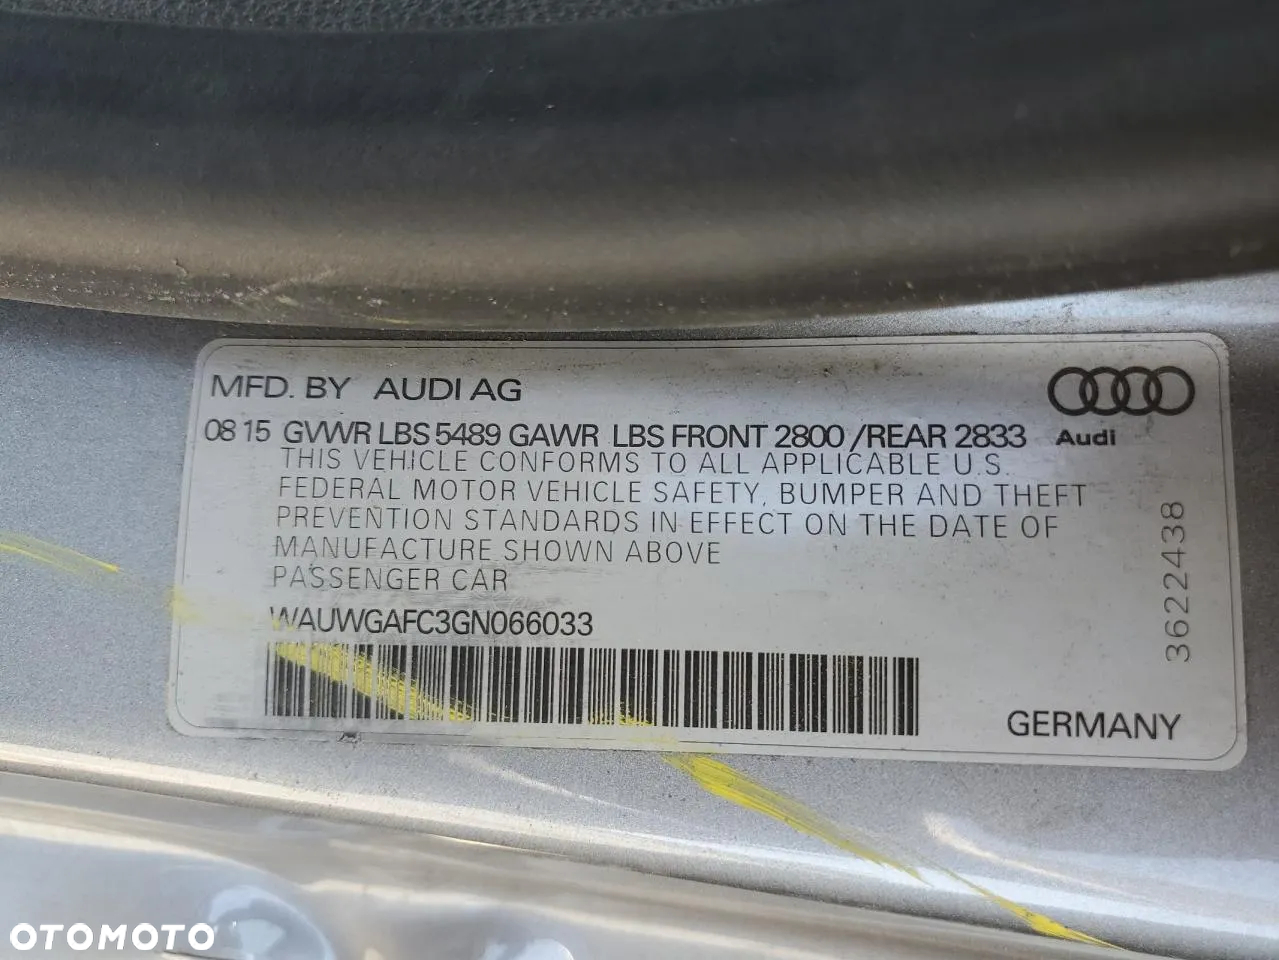 MFD. BY AUDI AG
08 15 GVWR LBS 5489 GAWR LBS FRONT 2800 /REAR 2833
Audi
THIS VEHICLE CONFORMS TO ALL APPLICABLE U.S.
FEDERAL MOTOR VEHICLE SAFETY, BUMPER AND THEFT
PREVENTION STANDARDS IN EFFECT ON THE DATE OF
MANUFACTURE SHOWN ABOVE
PASSENGER CAR
WAUWGAFC3GN066033
3622438
GERMANY
OTOMOTO